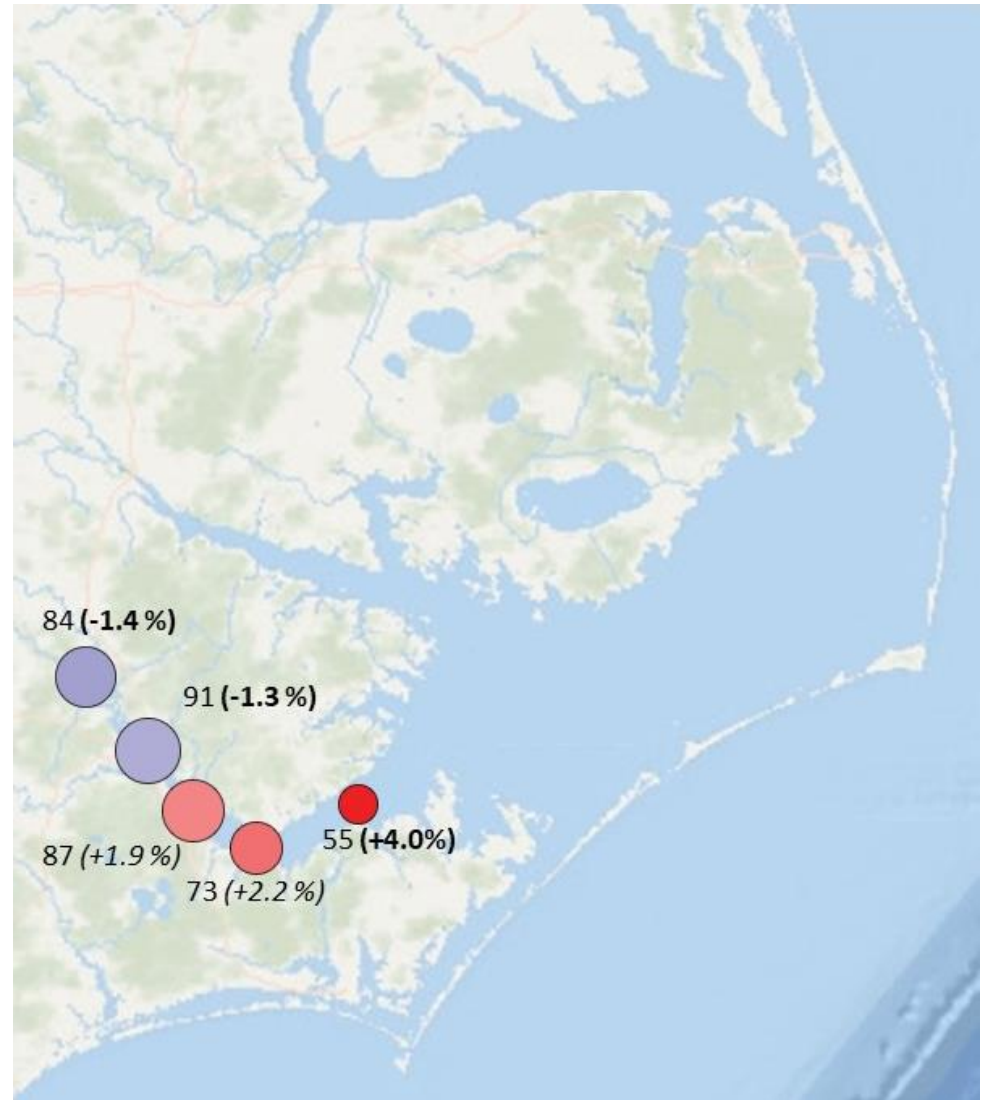 84 (-1.4 %)
91 (-1.3 %)
87 (+1.9 %)
55 (+4.0%)
73 (+2.2 %)